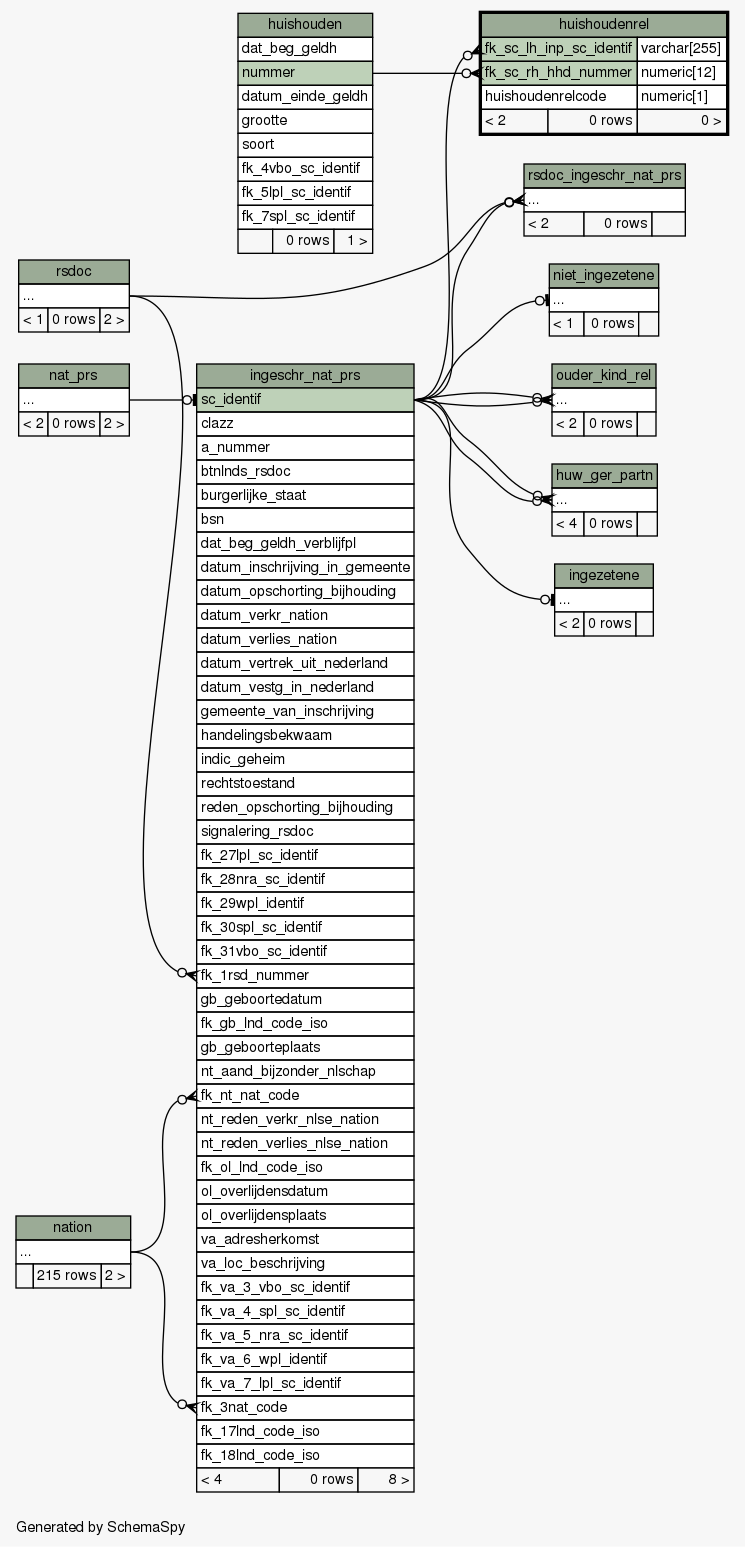 huishouden
dat_beg_geldh
nummer
datum_einde_geldh
grootte
soort
fk_4vbo_sc_identif
fk_5lpl_sc_identif
fk_7spl_sc_identif
0 rows 1 >
huishoudenrel
fk_sc_lh_inp_sc_identif varchar[255]
fk_sc_rh_hhd_nummer numeric[12]
huishoudenrelcode numeric[1]
< 2 0 rows 0 >
rsdoc_ingeschr_nat_prs
...
< 2 0 rows
rsdoc
...
< 1 0 rows 2 >
niet_ingezetene
...
< 1 0 rows
nat_prs
...
< 2 0 rows 2 >
ouder_kind_rel
...
< 2 0 rows
huw_ger_partn
...
< 4 0 rows
ingezetene
...
< 2 0 rows
ingeschr_nat_prs
sc_identif
clazz
a_nummer
btnlnds_rsdoc
burgerlijke_staat
bsn
dat_beg_geldh_verblijfpl
datum_inschrijving_in_gemeente
datum_opschorting_bijhouding
datum_verkr_nation
datum_verlies_nation
datum_vertrek_uit_nederland
datum_vestg_in_nederland
gemeente_van_inschrijving
handelingsbekwaam
indic_geheim
rechtstoestand
reden_opschorting_bijhouding
signalering_rsdoc
fk_27lpl_sc_identif
fk_28nra_sc_identif
fk_29wpl_identif
fk_30spl_sc_identif
fk_31vbo_sc_identif
fk_1rsd_nummer
gb_geboortedatum
fk_gb_lnd_code_iso
gb_geboorteplaats
nt_aand_bijzonder_nlschap
fk_nt_nat_code
nt_reden_verkr_nlse_nation
nt_reden_verlies_nlse_nation
fk_ol_lnd_code_iso
ol_overlijdensdatum
ol_overlijdensplaats
va_adresherkomst
va_loc_beschrijving
fk_va_3_vbo_sc_identif
fk_va_4_spl_sc_identif
fk_va_5_nra_sc_identif
fk_va_6_wpl_identif
fk_va_7_lpl_sc_identif
fk_3nat_code
fk_17lnd_code_iso
fk_18lnd_code_iso
< 4 0 rows 8 >
nation
...
215 rows 2 >
Generated by SchemaSpy